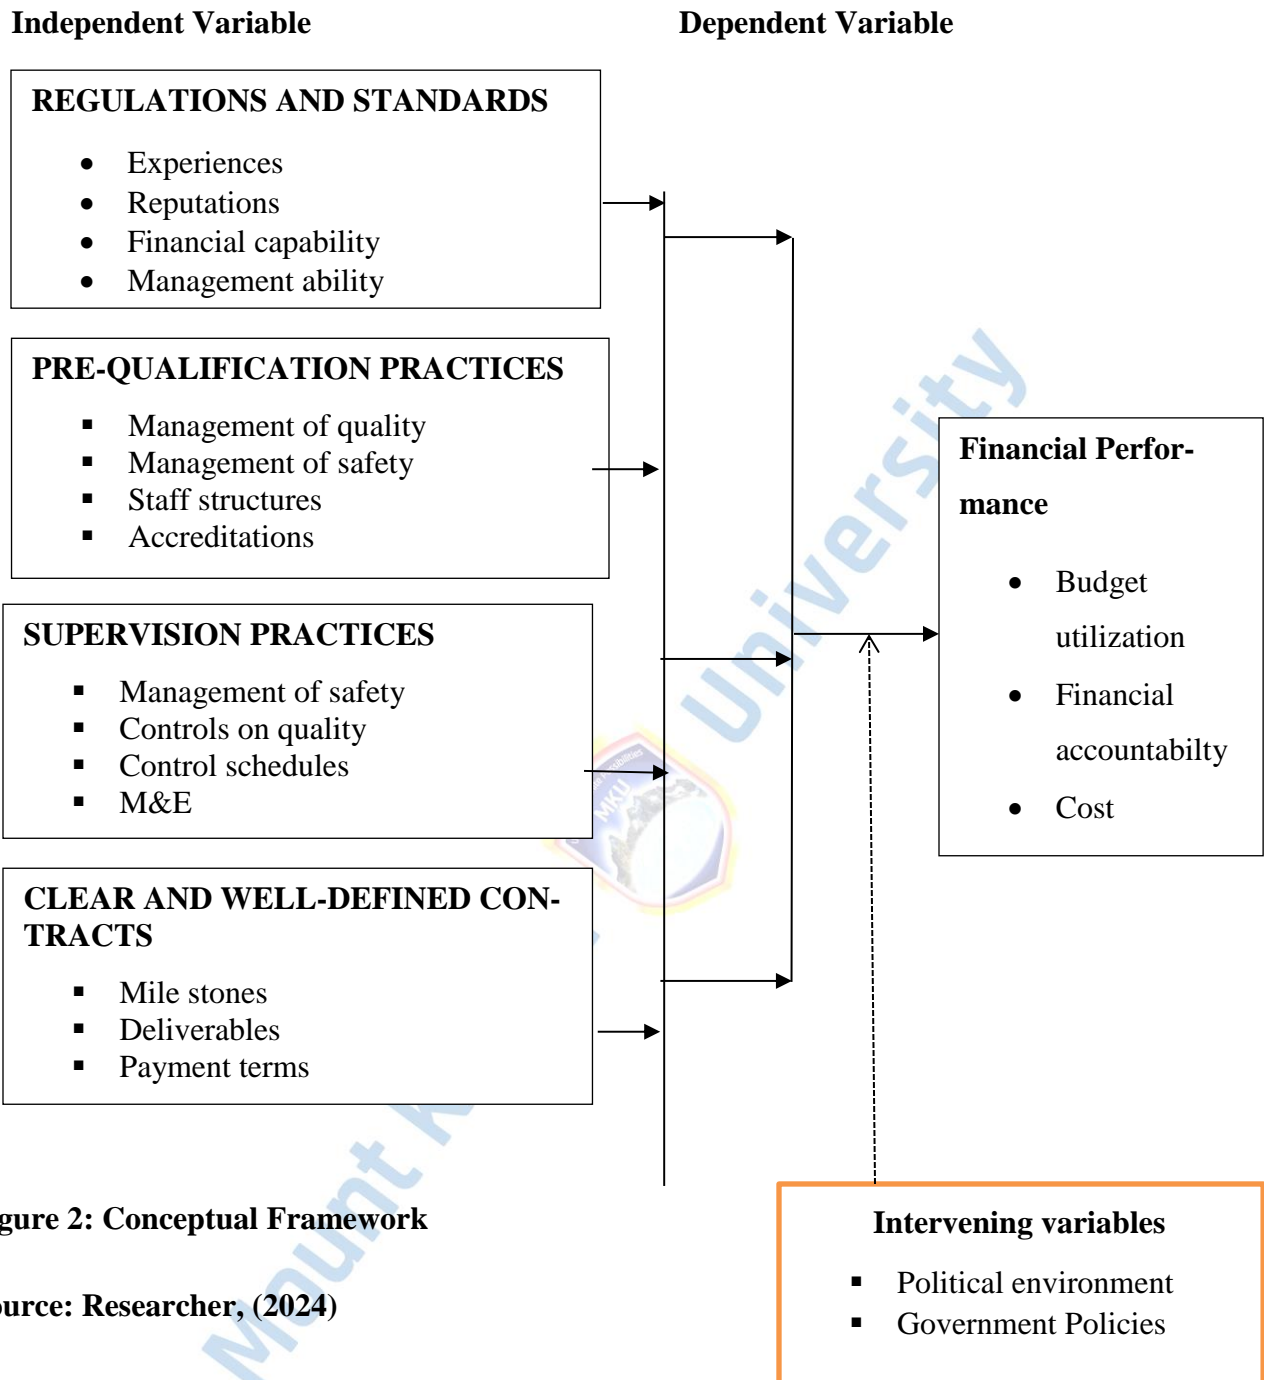 Independent Variable
Dependent Variable
REGULATIONS AND STANDARDS
• Experiences
• Reputations
• Financial capability
• Management ability
PRE-QUALIFICATION PRACTICES
▪ Management of quality
▪ Management of safety
▪ Staff structures
▪ Accreditations
SUPERVISION PRACTICES
▪ Management of safety
▪ Controls on quality
▪ Control schedules
▪ M&E
CLEAR AND WELL-DEFINED CON-
TRACTS
▪ Mile stones
▪ Deliverables
▪ Payment terms
Financial Perfor-
mance
• Budget
utilization
• Financial
accountabilty
• Cost
Intervening variables
▪ Political environment
▪ Government Policies
gure 2: Conceptual Framework
ource: Researcher, (2024)
Mount K
University
MKU